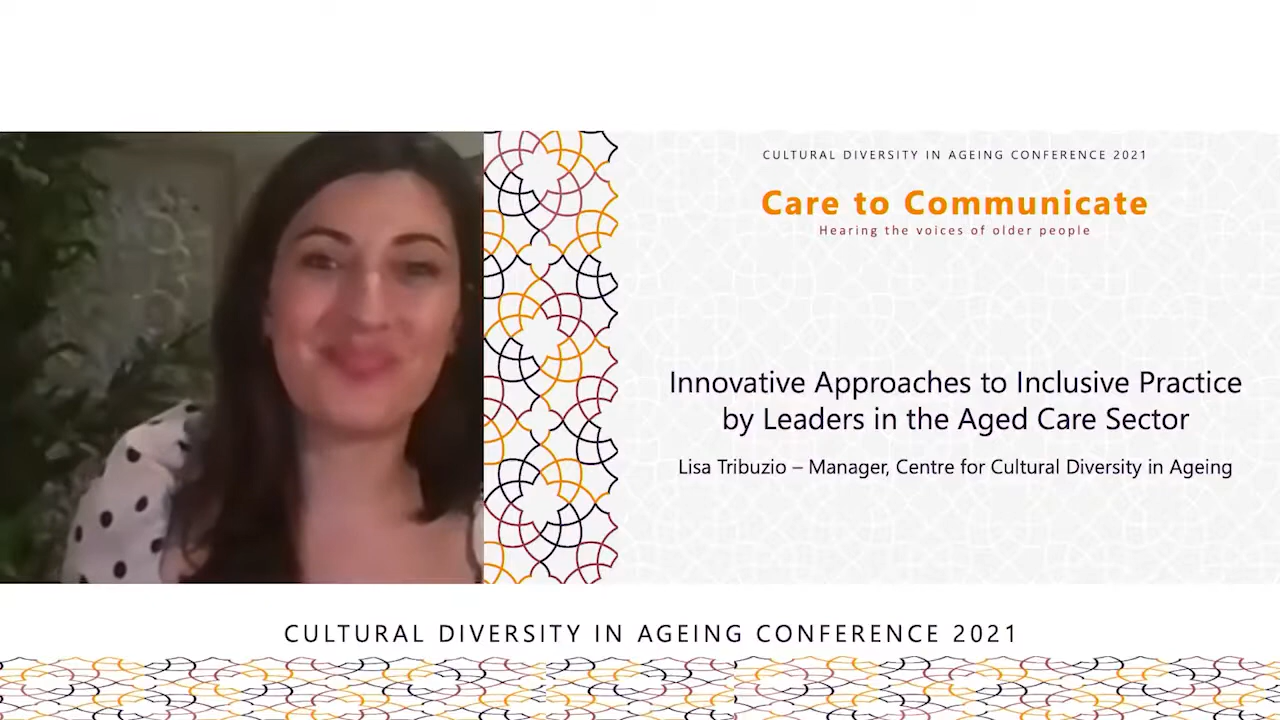 CULTURAL DIVERSITY IN AGEING CONFERENCE 2021
Care to Communicate
Hearing the voices of older people
Innovative Approaches to Inclusive Practice
by Leaders in the Aged Care Sector
Lisa Tribuzio – Manager, Centre for Cultural Diversity in Ageing
CULTURAL DIVERSITY IN AGEING CONFERENCE 2021